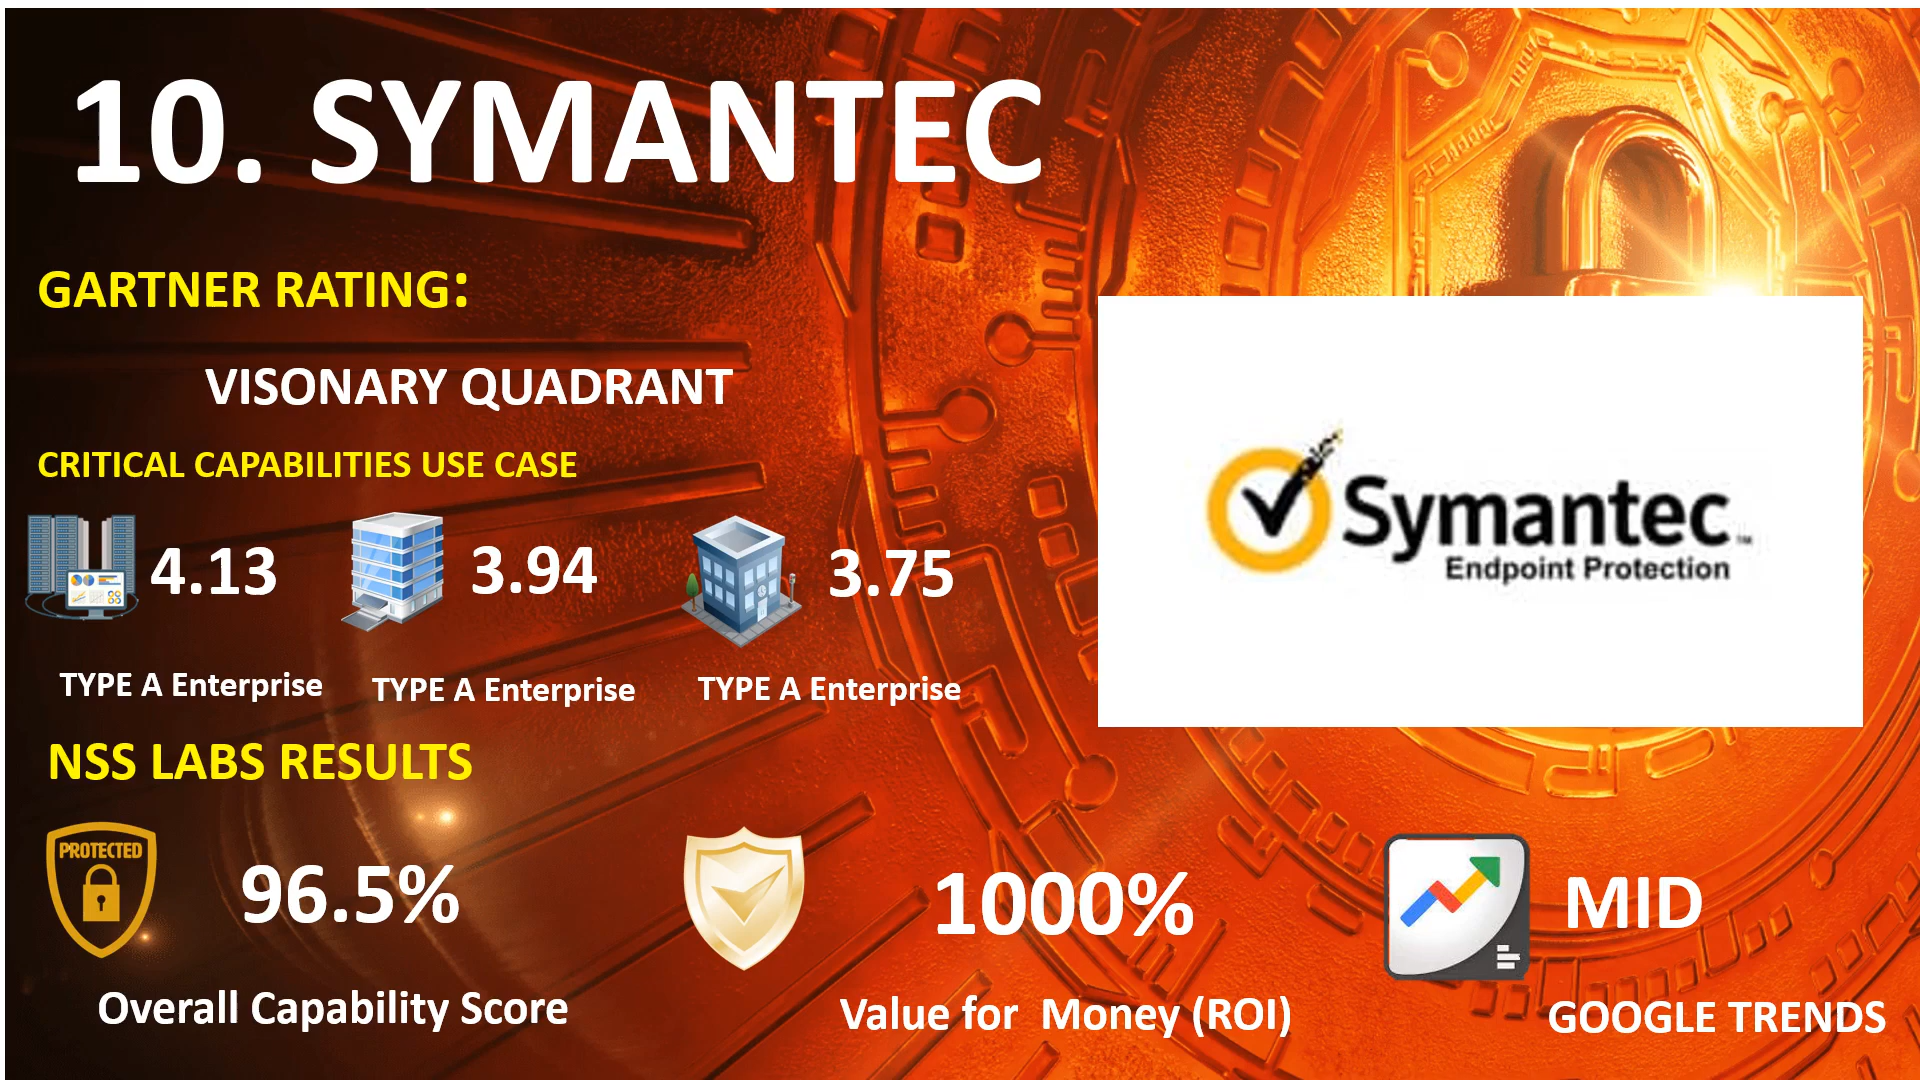 10. SYMANTEC
GARTNER RATING:
VISONARY QUADRANT
CRITICAL CAPABILITIES USE CASE
4.13 3.94 3.75
TYPE A Enterprise TYPE A Enterprise TYPE A Enterprise
Symantec™
Endpoint Protection
NSS LABS RESULTS
PROTECTED
96.5% 1000% MID
Overall Capability Score Value for Money (ROI) GOOGLE TRENDS